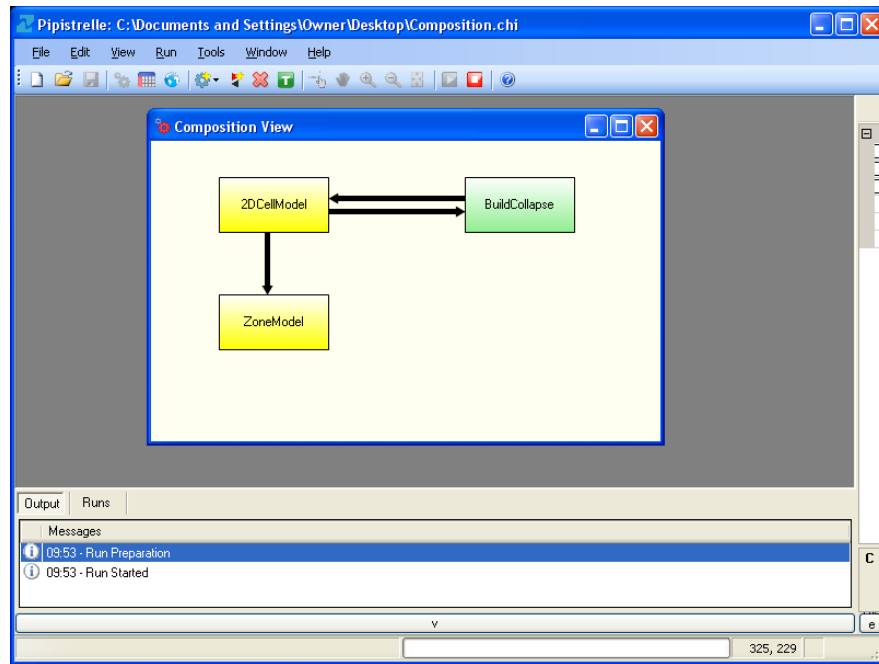 Pipistrelle: C:\Documents and Settings\Owner\Desktop\Composition.chi
File Edit View Run Tools Window Help
Composition View
2DCellModel
BuildCollapse
ZoneModel
Output Runs
Messages
09:53 - Run Preparation
09:53 - Run Started
C
v
e
325, 229